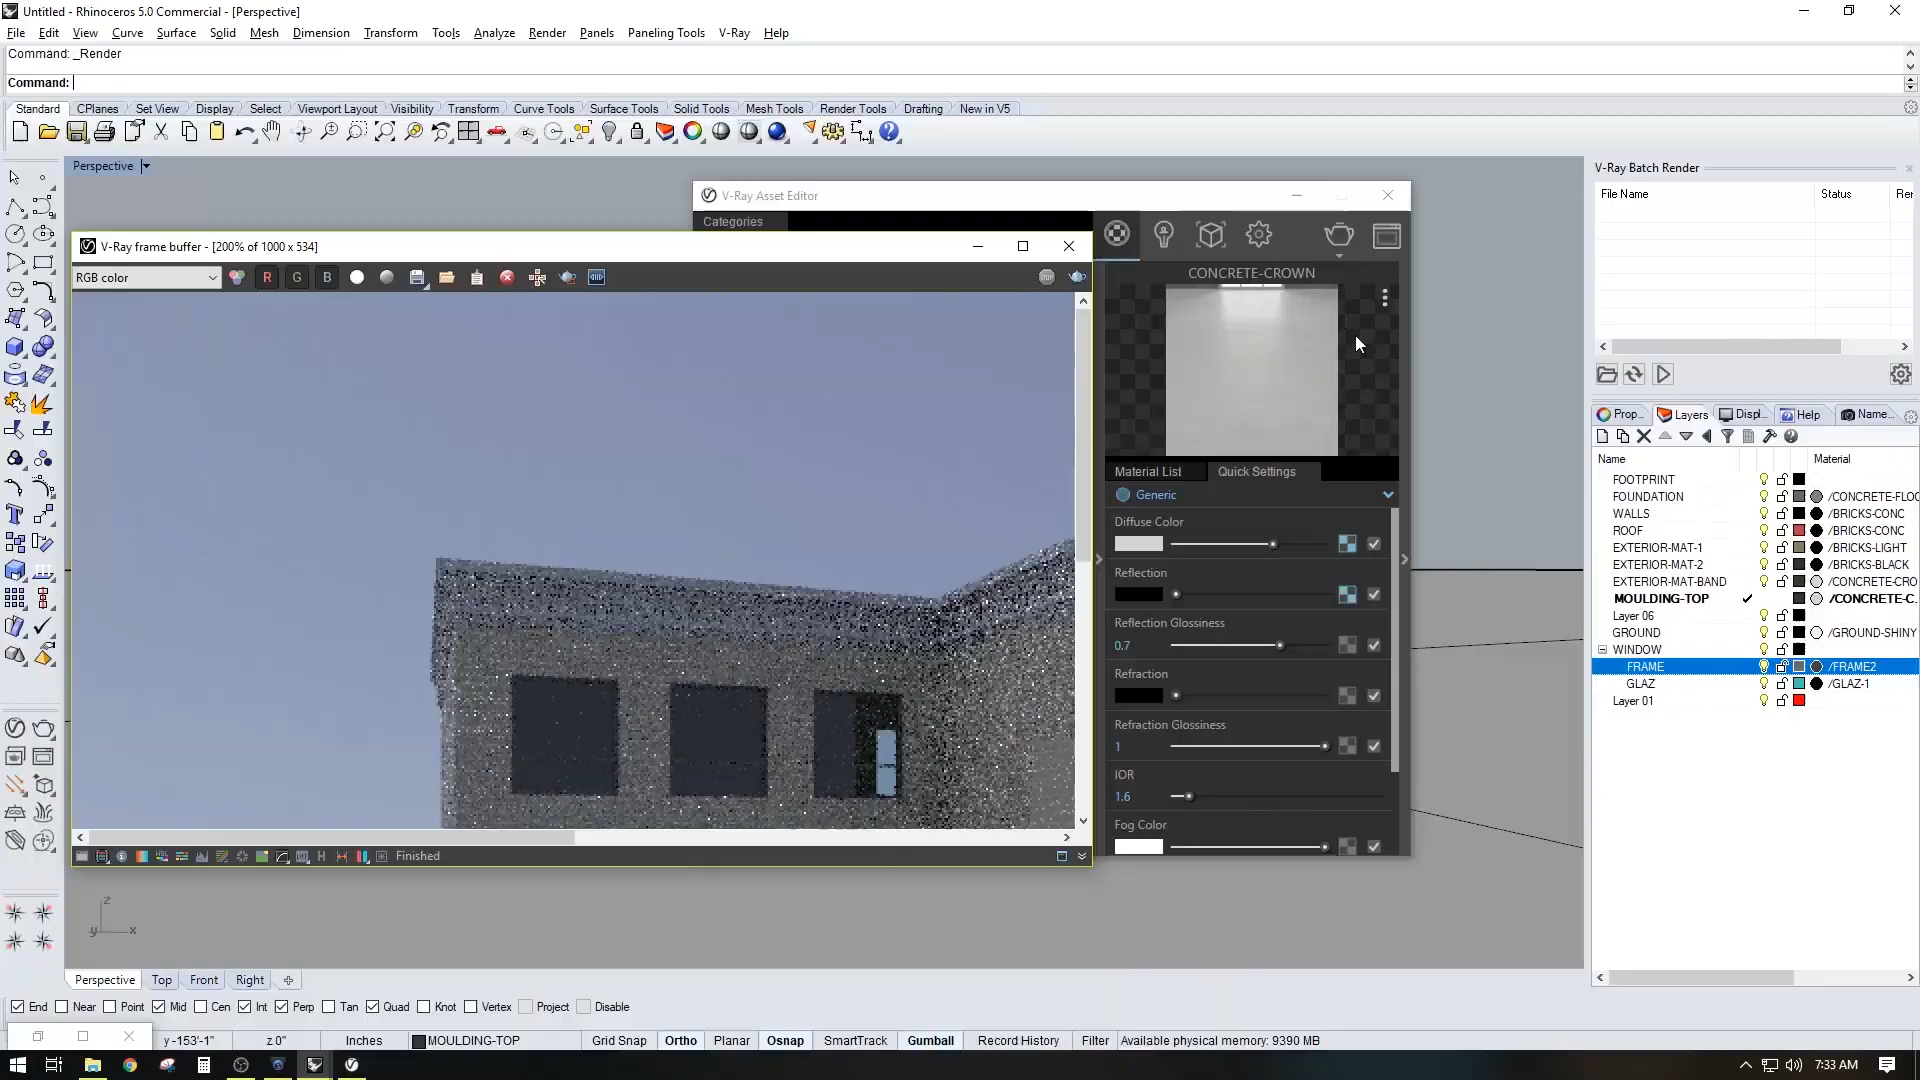 Untitled - Rhinoceros 5.0 Commercial - [Perspective]
File Edit View Curve Surface Solid Mesh Dimension Transform Tools Analyze Render Panels Paneling Tools V-Ray Help
Command: _Render
Command:
Standard CPlanes Set View Display Select Viewport Layout Visibility Transform Curve Tools Surface Tools Solid Tools Mesh Tools Render Tools Drafting New in V5
Perspective
V-Ray Asset Editor
Categories
V-Ray frame buffer - [200% of 1000 x 534]
RGB color R G B
Finished
CONCRETE-CROWN
Material List Quick Settings
Generic
Diffuse Color
Reflection
Reflection Glossiness
0.7
Refraction
Refraction Glossiness
1
IOR
1.6
Fog Color
V-Ray Batch Render
File Name Status Rer
Prop... Layers Displ... Help Name...
Name Material
FOOTPRINT
FOUNDATION /CONCRETE-FLOO
WALLS /BRICKS-CONC
ROOF /BRICKS-CONC
EXTERIOR-MAT-1 /BRICKS-LIGHT
EXTERIOR-MAT-2 /BRICKS-BLACK
EXTERIOR-MAT-BAND /CONCRETE-CRO
MOULDING-TOP /CONCRETE-C...
Layer 06
GROUND /GROUND-SHINY
WINDOW
FRAME /FRAME2
GLAZ /GLAZ-1
Layer 01
z
y x
Perspective Top Front Right
End Near Point Mid Cen Int Perp Tan Quad Knot Vertex Project Disable
y -153'-1" z 0" Inches MOULDING-TOP Grid Snap Ortho Planar Osnap SmartTrack Gumball Record History Filter Available physical memory: 9390 MB
7:33 AM